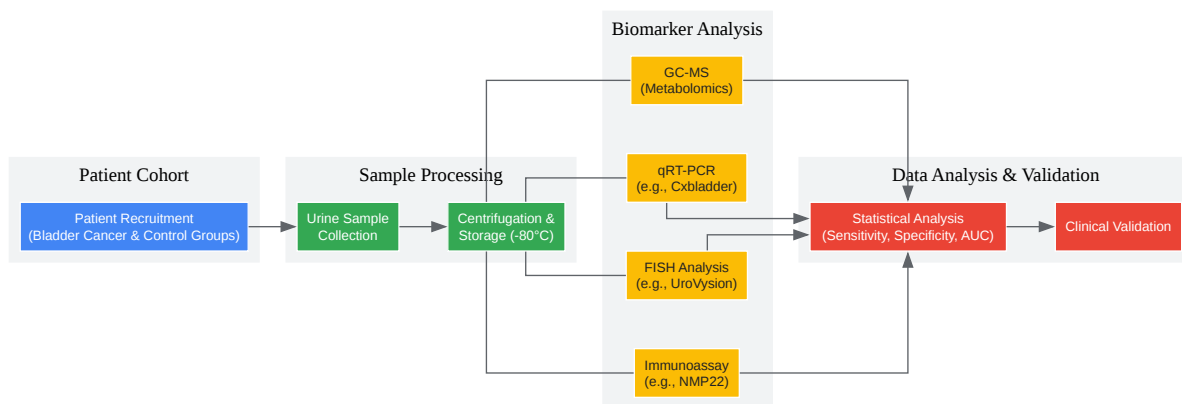 Patient Cohort
Patient Recruitment
(Bladder Cancer & Control Groups)
Sample Processing
Urine Sample
Collection
Centrifugation &
Storage (-80°C)
Biomarker Analysis
GC-MS
(Metabolomics)
qRT-PCR
(e.g., Cxbladder)
FISH Analysis
(e.g., UroVysion)
Immunoassay
(e.g., NMP22)
Data Analysis & Validation
Statistical Analysis
(Sensitivity, Specificity, AUC)
Clinical Validation